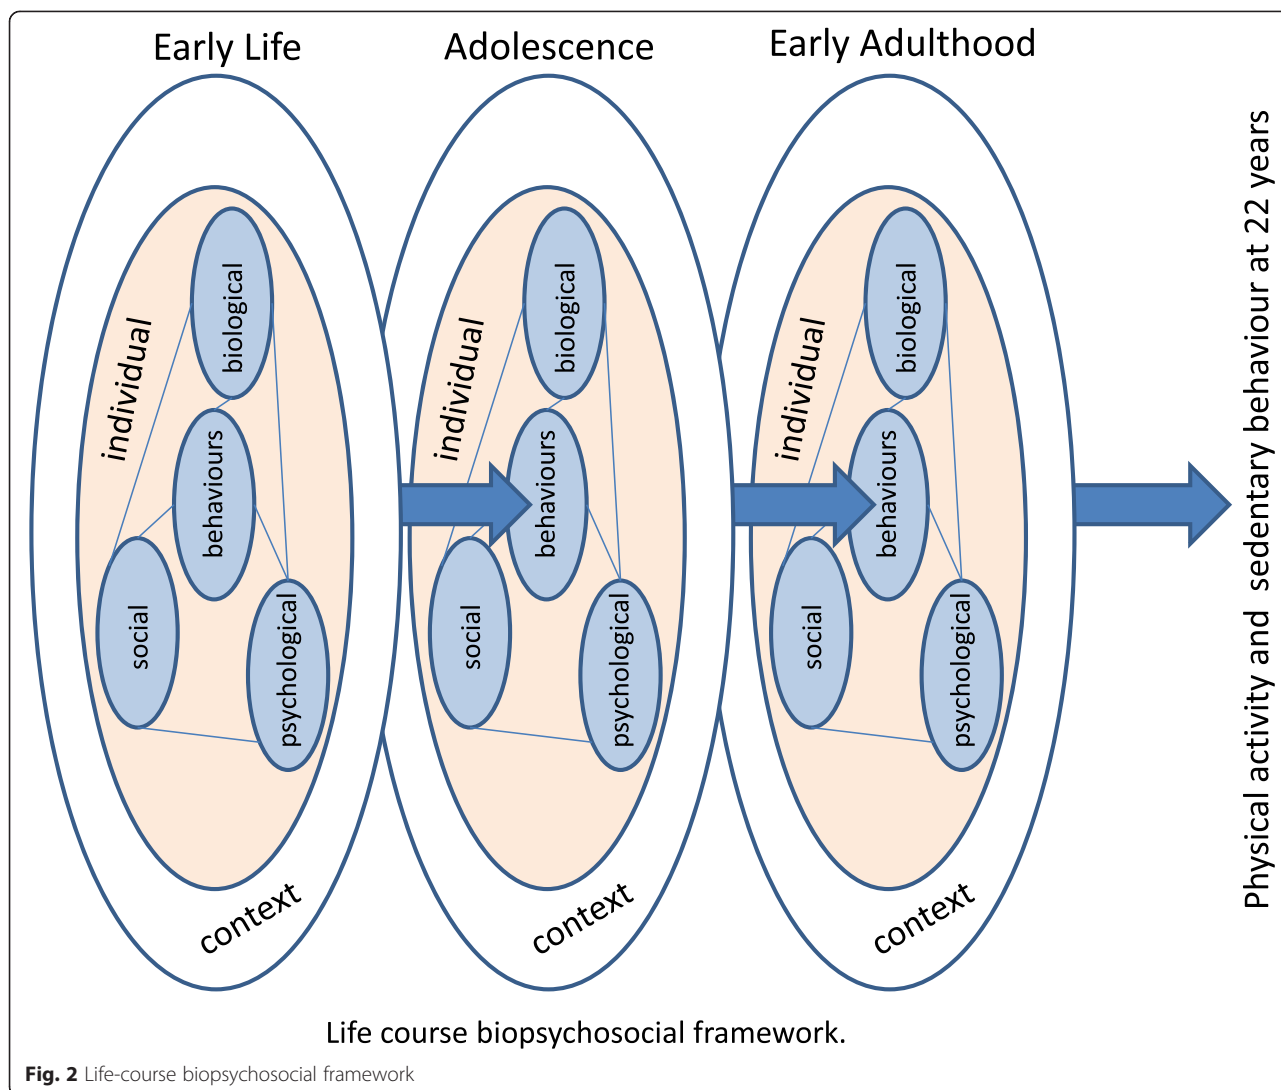 Early Life
Adolescence
Early Adulthood
individual
biological
behaviours
social
psychological
context
individual
biological
behaviours
social
psychological
context
individual
biological
behaviours
social
psychological
context
Physical activity and sedentary behaviour at 22 years
Life course biopsychosocial framework.
Fig. 2 Life-course biopsychosocial framework